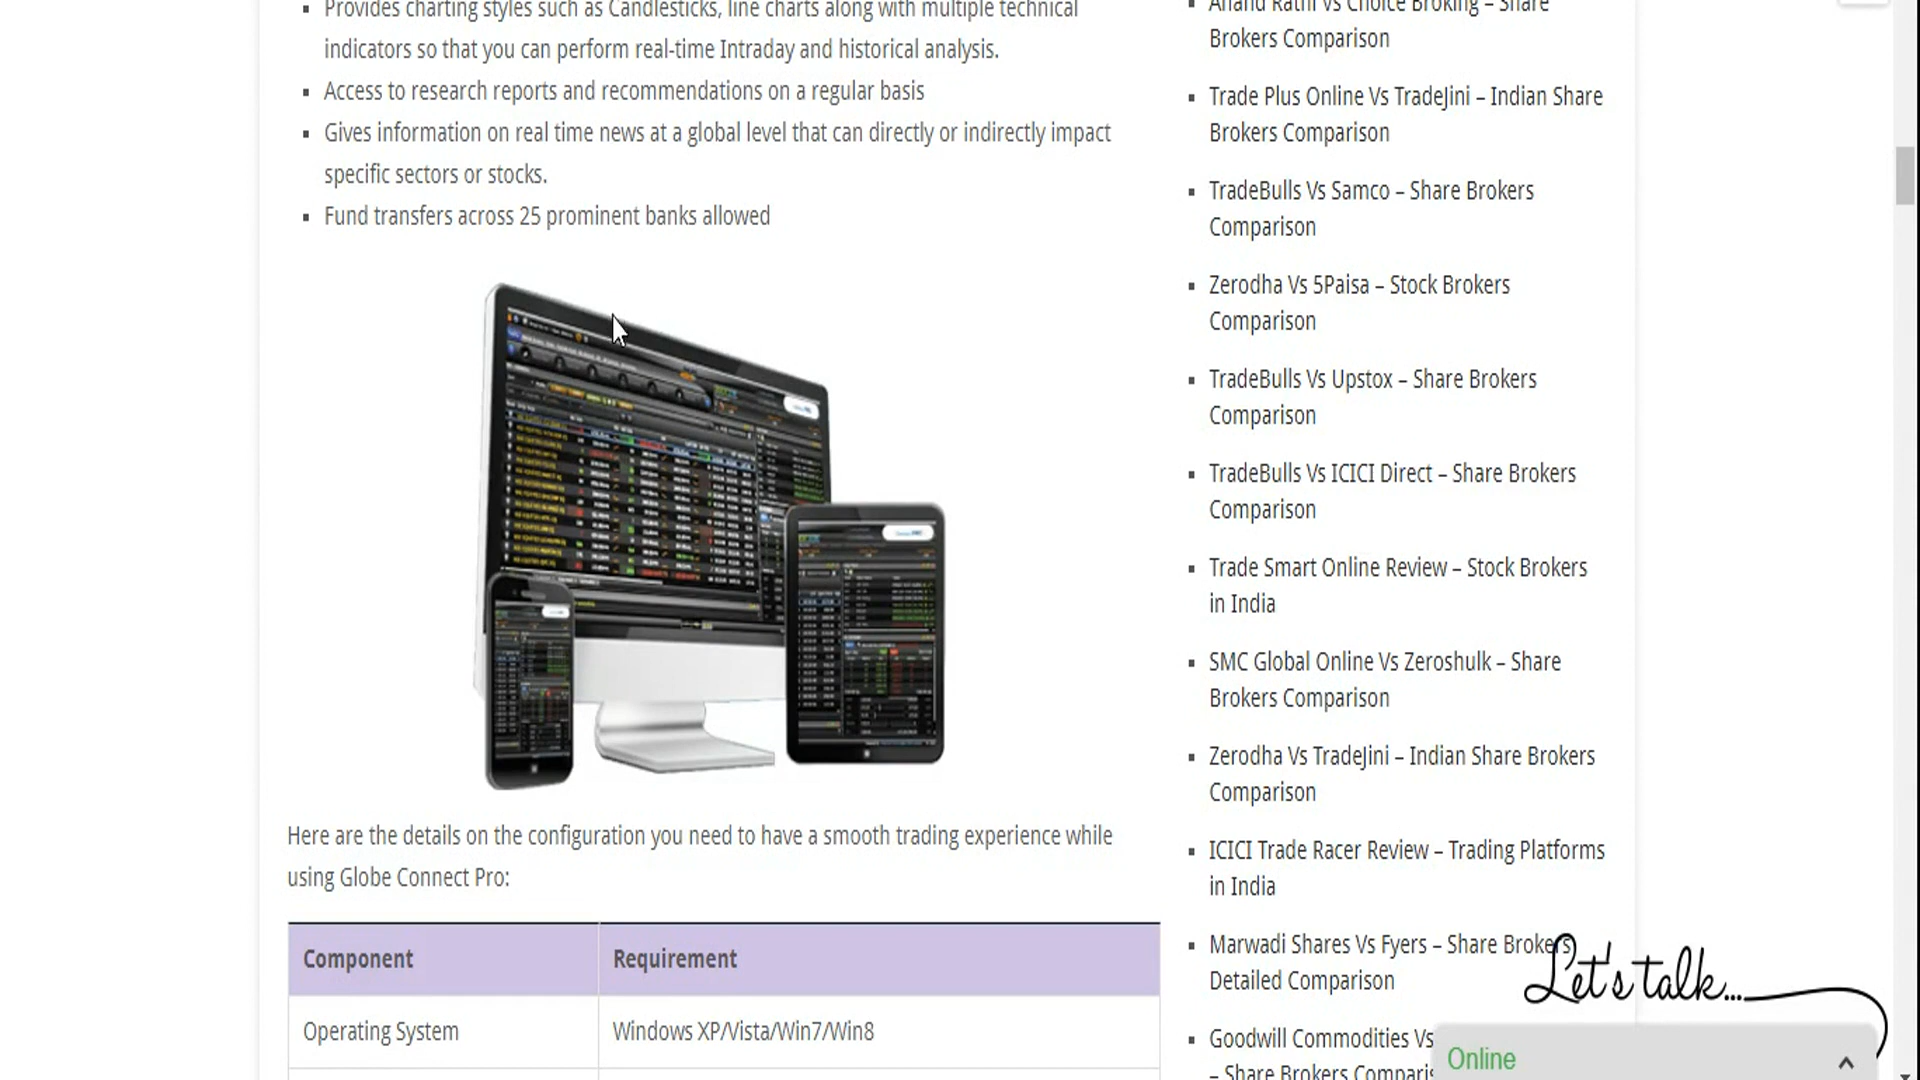 Provides charting styles such as Candlesticks, line charts along with multiple technical
indicators so that you can perform real-time Intraday and historical analysis.
Access to research reports and recommendations on a regular basis
Gives information on real time news at a global level that can directly or indirectly impact
specific sectors or stocks.
Fund transfers across 25 prominent banks allowed
Here are the details on the configuration you need to have a smooth trading experience while
using Globe Connect Pro:
Component Requirement
Operating System Windows XP/Vista/Win7/Win8
Anand Rathi Vs Choice Broking – Share
Brokers Comparison
Trade Plus Online Vs TradeJini – Indian Share
Brokers Comparison
TradeBulls Vs Samco – Share Brokers
Comparison
Zerodha Vs 5Paisa – Stock Brokers
Comparison
TradeBulls Vs Upstox – Share Brokers
Comparison
TradeBulls Vs ICICI Direct – Share Brokers
Comparison
Trade Smart Online Review – Stock Brokers
in India
SMC Global Online Vs Zeroshulk – Share
Brokers Comparison
Zerodha Vs TradeJini – Indian Share Brokers
Comparison
ICICI Trade Racer Review – Trading Platforms
in India
Marwadi Shares Vs Fyers – Share Brokers
Detailed Comparison
Goodwill Commodities Vs
– Share Brokers
Let's talk...
Online